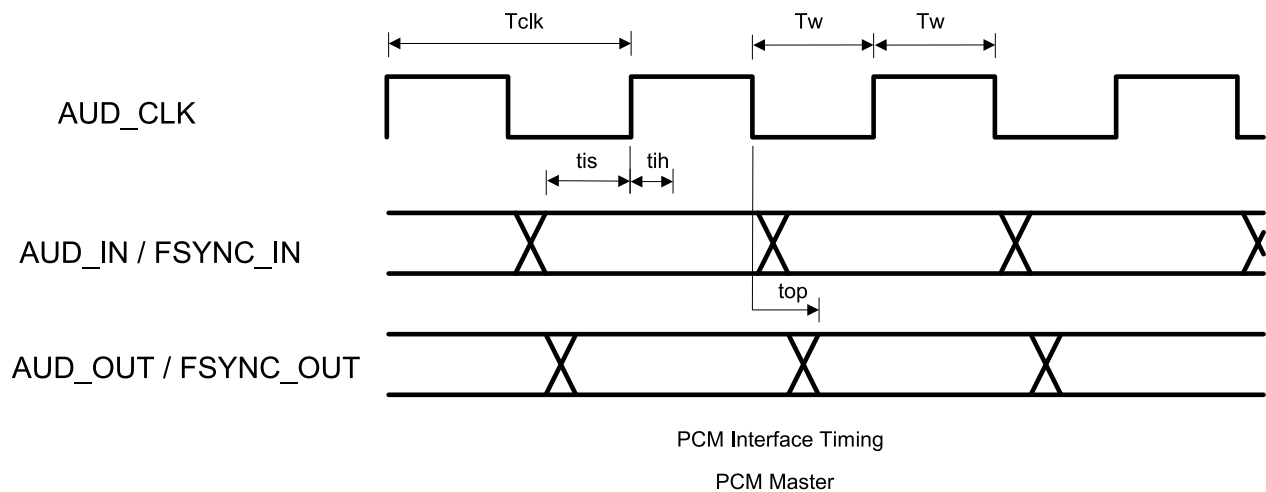 Tclk
Tw
Tw
AUD_CLK
tis
tih
AUD_IN / FSYNC_IN
top
AUD_OUT / FSYNC_OUT
PCM Interface Timing
PCM Master